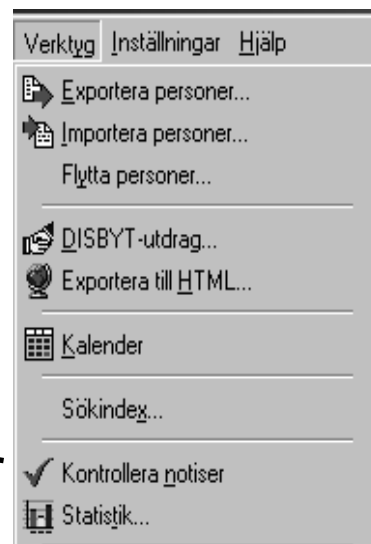 Verktyg Inställningar Hjälp
Exportera personer...
Importera personer...
Flytta personer...
DISBYT-utdrag...
Exportera till HTML...
Kalender
Sökindex...
Kontrollera notiser
Statistik...